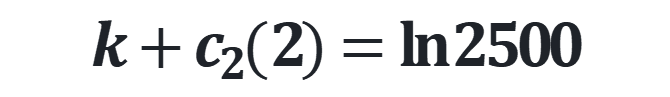 k + c₂(2) = ln2500